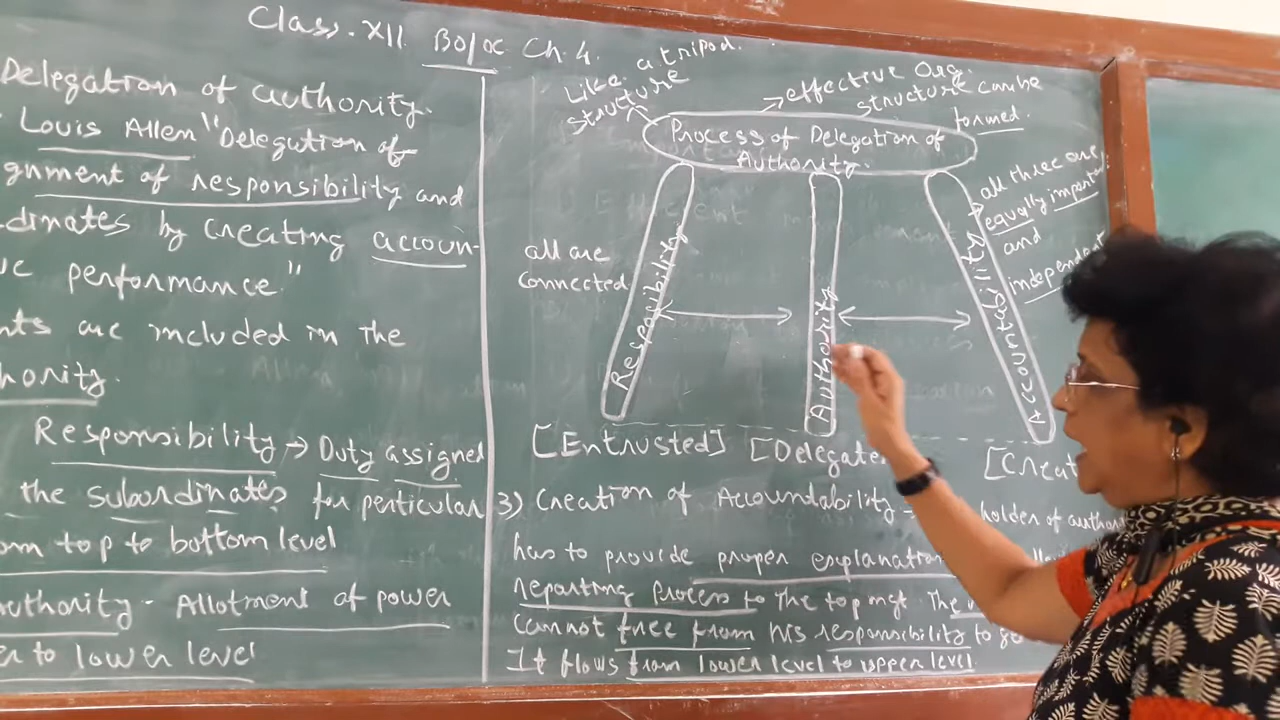 Class. XII Bo/oc Ch. 4
Delegation of authority.
Louis Allen "Delegation of
gnment of responsibility and
dinates by creating accoun-
performance."
nts are included in the
hority.
Responsibility → Duty assigned
the subordinates for perticular
om top to bottom level
authority - Allotment of power
er to lower level
Like a tripod.
structure
→ effective Org.
structure can be
formed.
Process of Delegation of
Authority.
all three are
equally import
and
independent
all are
connected
Responsibility
Authority
Accountability
[Entrusted] [Delegate [Creat
3) Creation of Accountability - holder of author
has to provide proper explanation
reporting process to the top mgt. The
cannot free from his responsibility to
It flows from lower level to upper level